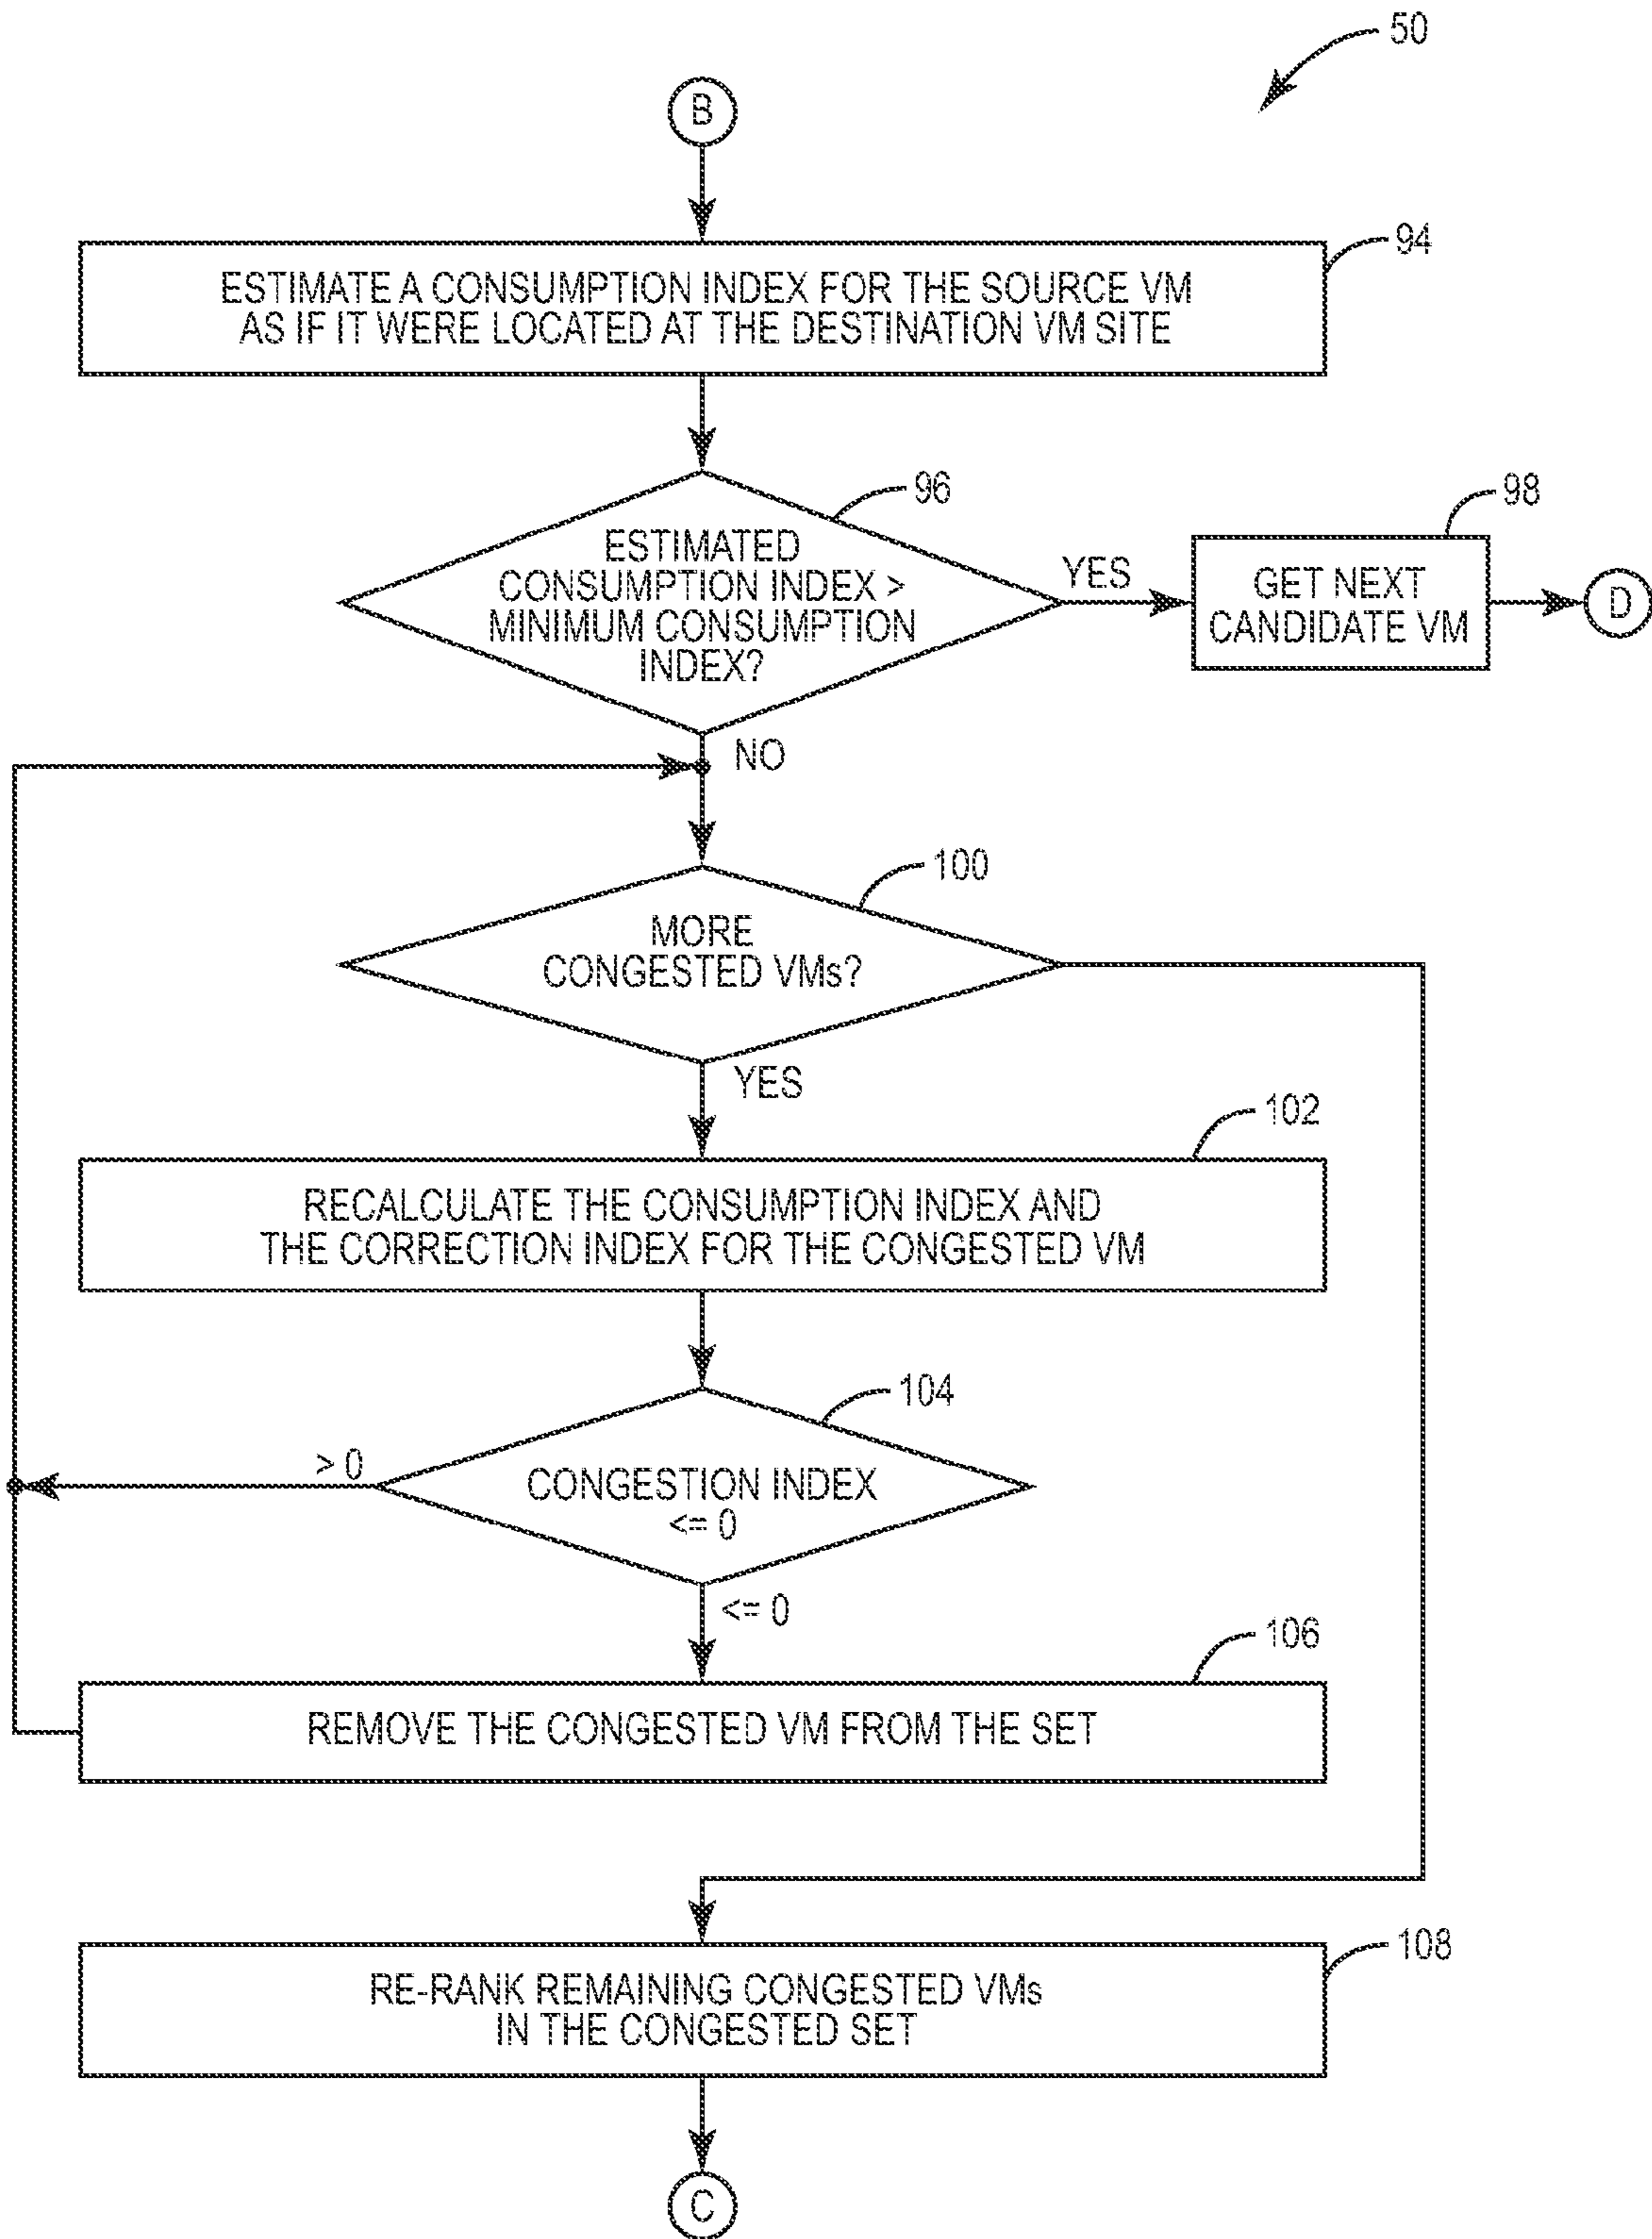 50
B
94
ESTIMATE A CONSUMPTION INDEX FOR THE SOURCE VM
AS IF IT WERE LOCATED AT THE DESTINATION VM SITE
96
98
ESTIMATED
CONSUMPTION INDEX >
MINIMUM CONSUMPTION
INDEX?
YES
GET NEXT
CANDIDATE VM
D
NO
100
MORE
CONGESTED VMs?
YES
102
RECALCULATE THE CONSUMPTION INDEX AND
THE CORRECTION INDEX FOR THE CONGESTED VM
104
> 0
CONGESTION INDEX
<= 0
<= 0
106
REMOVE THE CONGESTED VM FROM THE SET
108
RE-RANK REMAINING CONGESTED VMs
IN THE CONGESTED SET
C